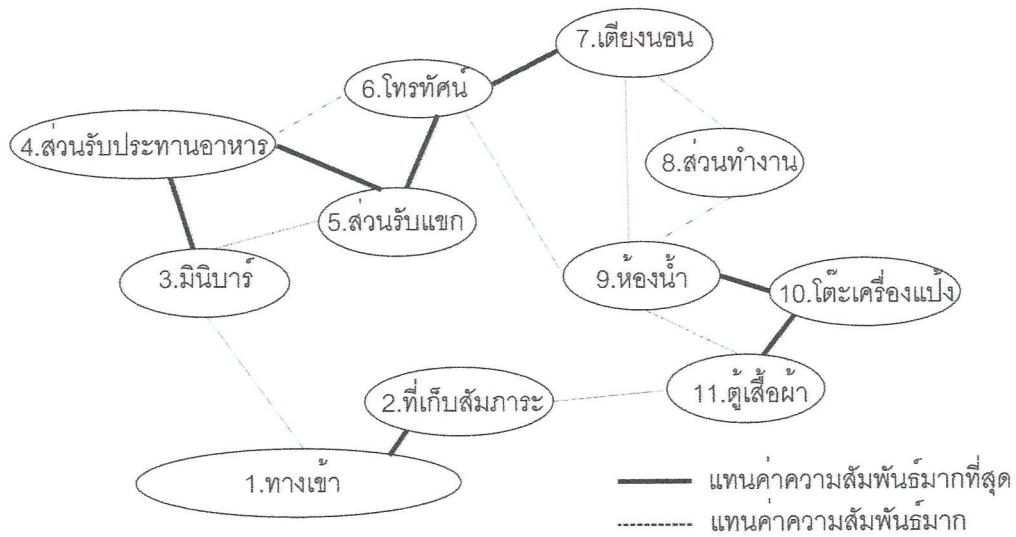 7.เตียงนอน
6.โทรทัศน์
4.ส่วนรับประทานอาหาร
8.ส่วนทำงาน
5.ส่วนรับแขก
3.มินิบาร์
9.ห้องน้ำ
10.โต๊ะเครื่องแป้ง
2.ที่เก็บสัมภาระ
11.ตู้เสื้อผ้า
1.ทางเข้า
แทนค่าความสัมพันธ์มากที่สุด
แทนค่าความสัมพันธ์มาก